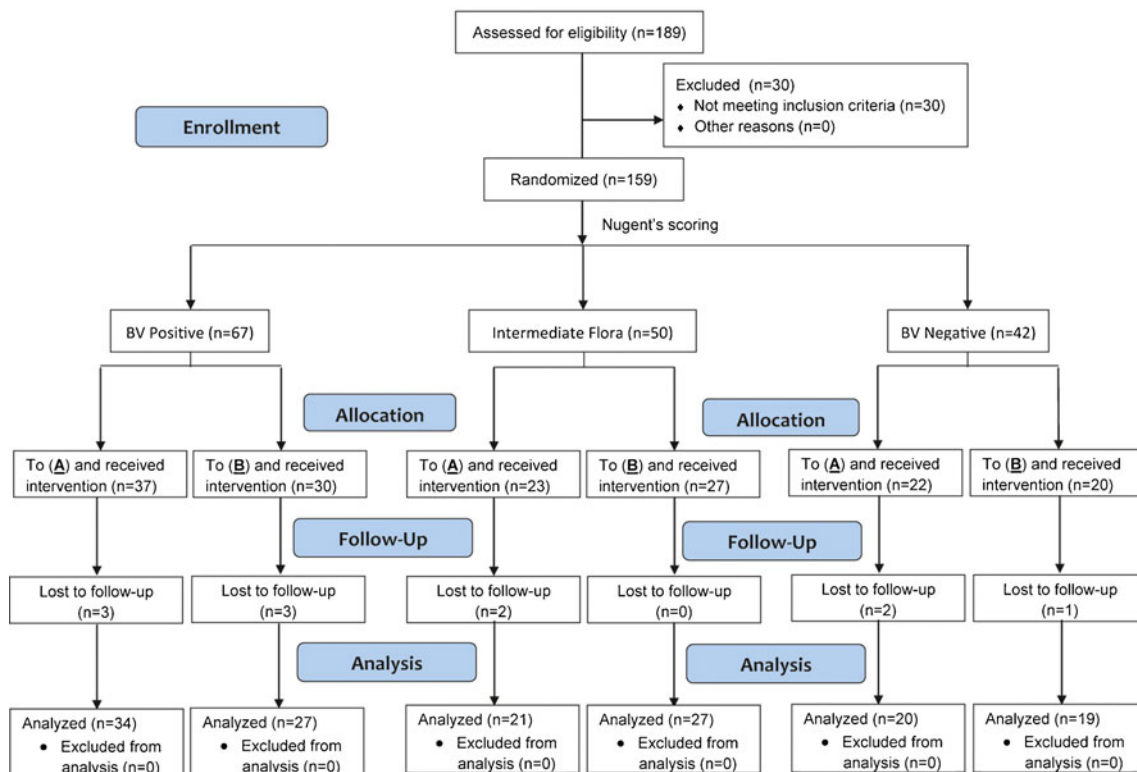 Assessed for eligibility (n=189)
Excluded (n=30)
♦ Not meeting inclusion criteria (n=30)
♦ Other reasons (n=0)
Enrollment
Randomized (n=159)
Nugent's scoring
BV Positive (n=67)
Intermediate Flora (n=50)
BV Negative (n=42)
Allocation
Allocation
To (A) and received
intervention (n=37)
To (B) and received
intervention (n=30)
To (A) and received
intervention (n=23)
To (B) and received
intervention (n=27)
To (A) and received
intervention (n=22)
To (B) and received
intervention (n=20)
Follow-Up
Follow-Up
Lost to follow-up
(n=3)
Lost to follow-up
(n=3)
Lost to follow-up
(n=2)
Lost to follow-up
(n=0)
Lost to follow-up
(n=2)
Lost to follow-up
(n=1)
Analysis
Analysis
Analyzed (n=34)
• Excluded from
analysis (n=0)
Analyzed (n=27)
• Excluded from
analysis (n=0)
Analyzed (n=21)
• Excluded from
analysis (n=0)
Analyzed (n=27)
• Excluded from
analysis (n=0)
Analyzed (n=20)
• Excluded from
analysis (n=0)
Analyzed (n=19)
• Excluded from
analysis (n=0)